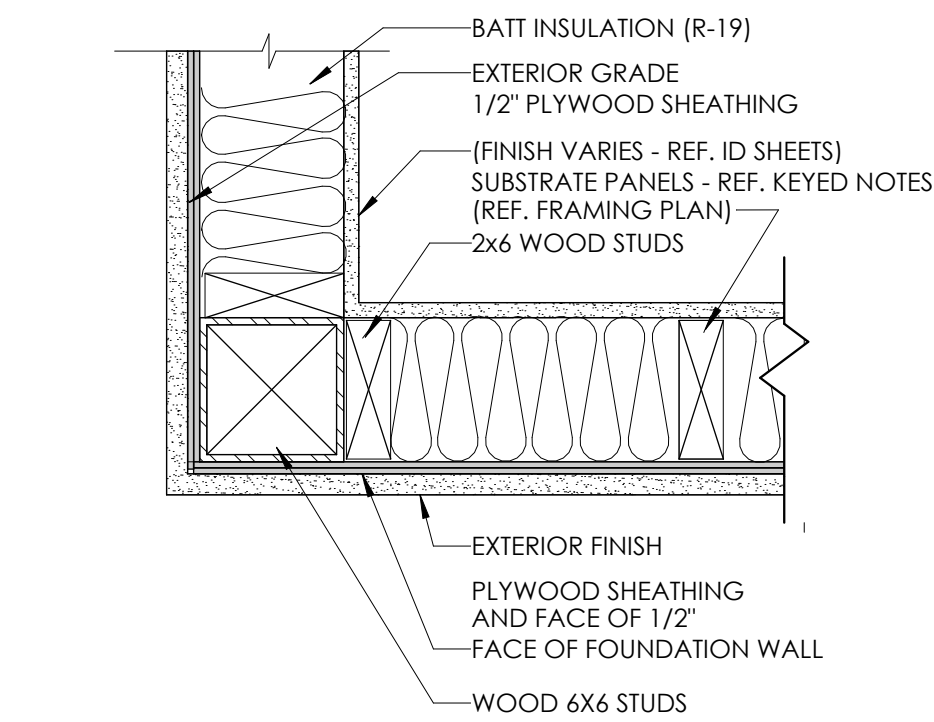 BATT INSULATION (R-19)
EXTERIOR GRADE
1/2" PLYWOOD SHEATHING
(FINISH VARIES - REF. ID SHEETS)
SUBSTRATE PANELS - REF. KEYED NOTES
(REF. FRAMING PLAN)
2x6 WOOD STUDS
EXTERIOR FINISH
PLYWOOD SHEATHING
AND FACE OF 1/2"
FACE OF FOUNDATION WALL
WOOD 6X6 STUDS